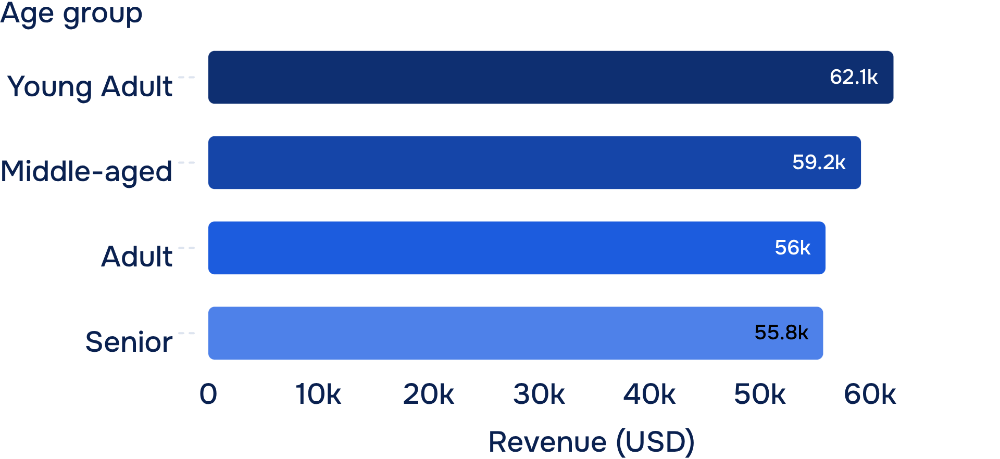 Age group
Young Adult
62.1k
Middle-aged
59.2k
Adult
56k
Senior
55.8k
0 10k 20k 30k 40k 50k 60k
Revenue (USD)